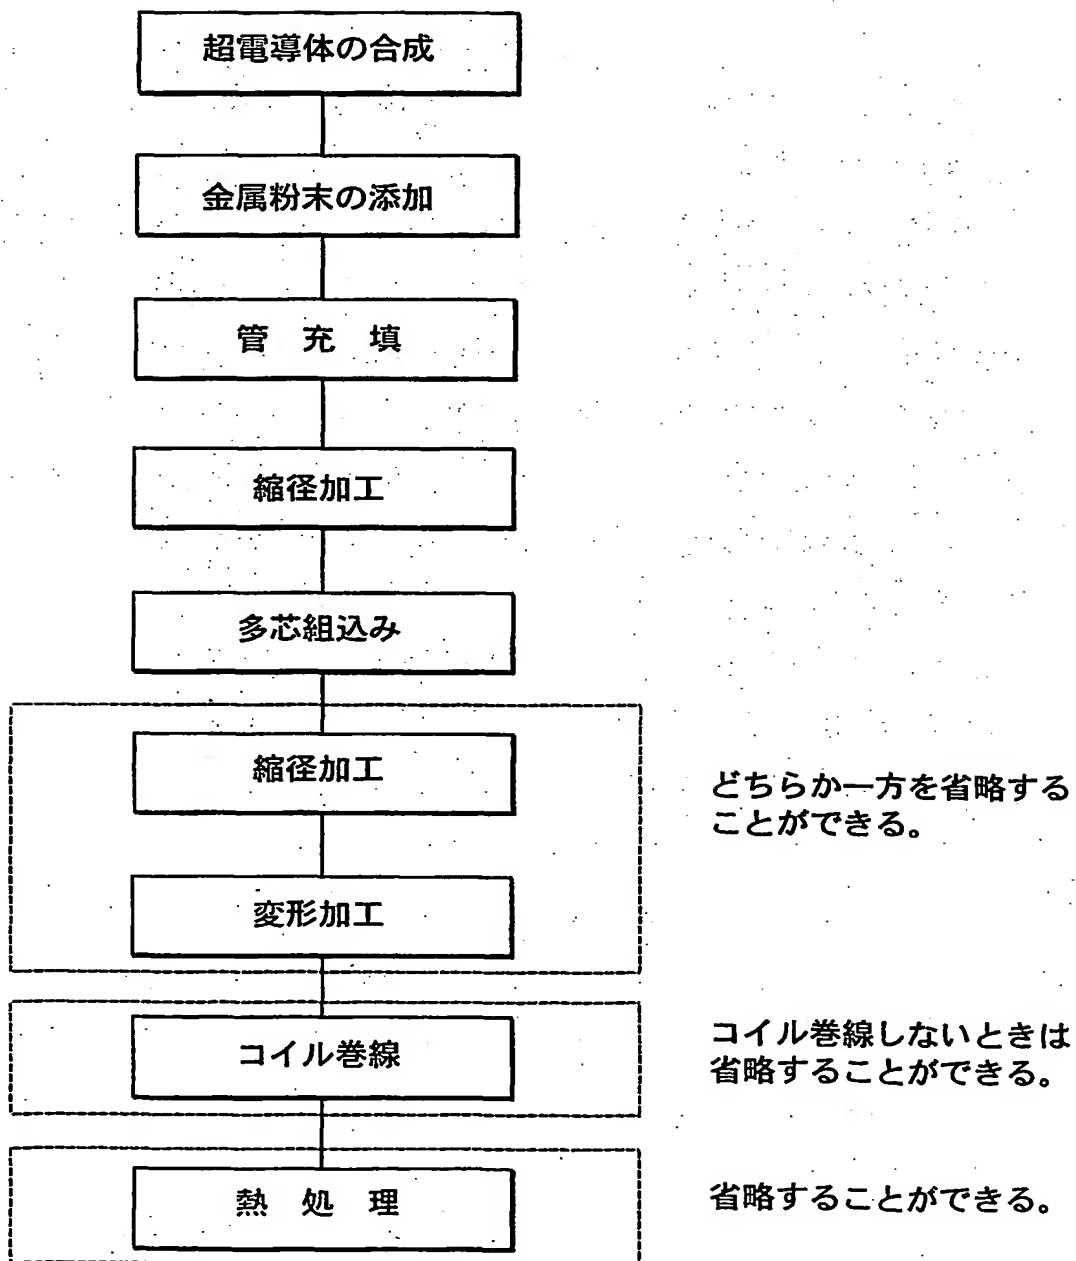 超電導体の合成
金属粉末の添加
管 充 填
縮径加工
多芯組込み
縮径加工
どちらか一方を省略する
ことができる。
変形加工
コイル巻線
コイル巻線しないときは
省略することができる。
熱 処 理
省略することができる。